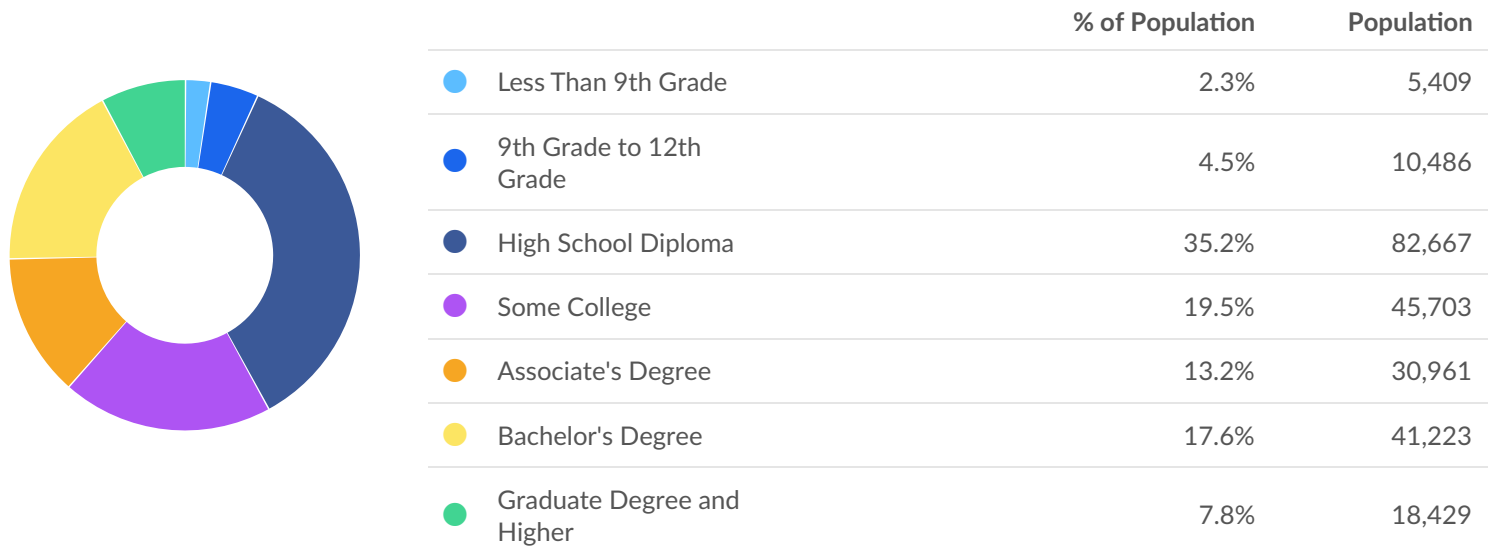 % of Population Population
Less Than 9th Grade 2.3% 5,409
9th Grade to 12th
Grade 4.5% 10,486
High School Diploma 35.2% 82,667
Some College 19.5% 45,703
Associate's Degree 13.2% 30,961
Bachelor's Degree 17.6% 41,223
Graduate Degree and
Higher 7.8% 18,429